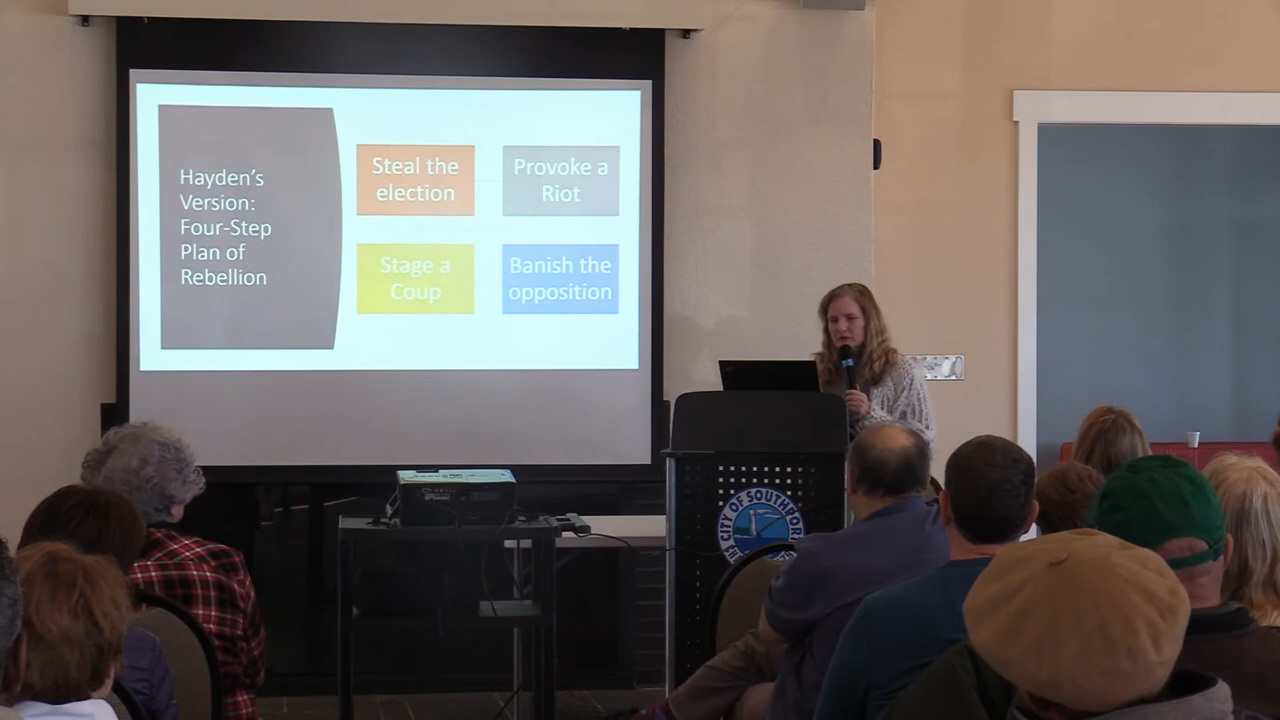 Hayden's
Version:
Four-Step
Plan of
Rebellion
Steal the
election
Provoke a
Riot
Stage a
Coup
Banish the
opposition
CITY OF SOUTHPORT